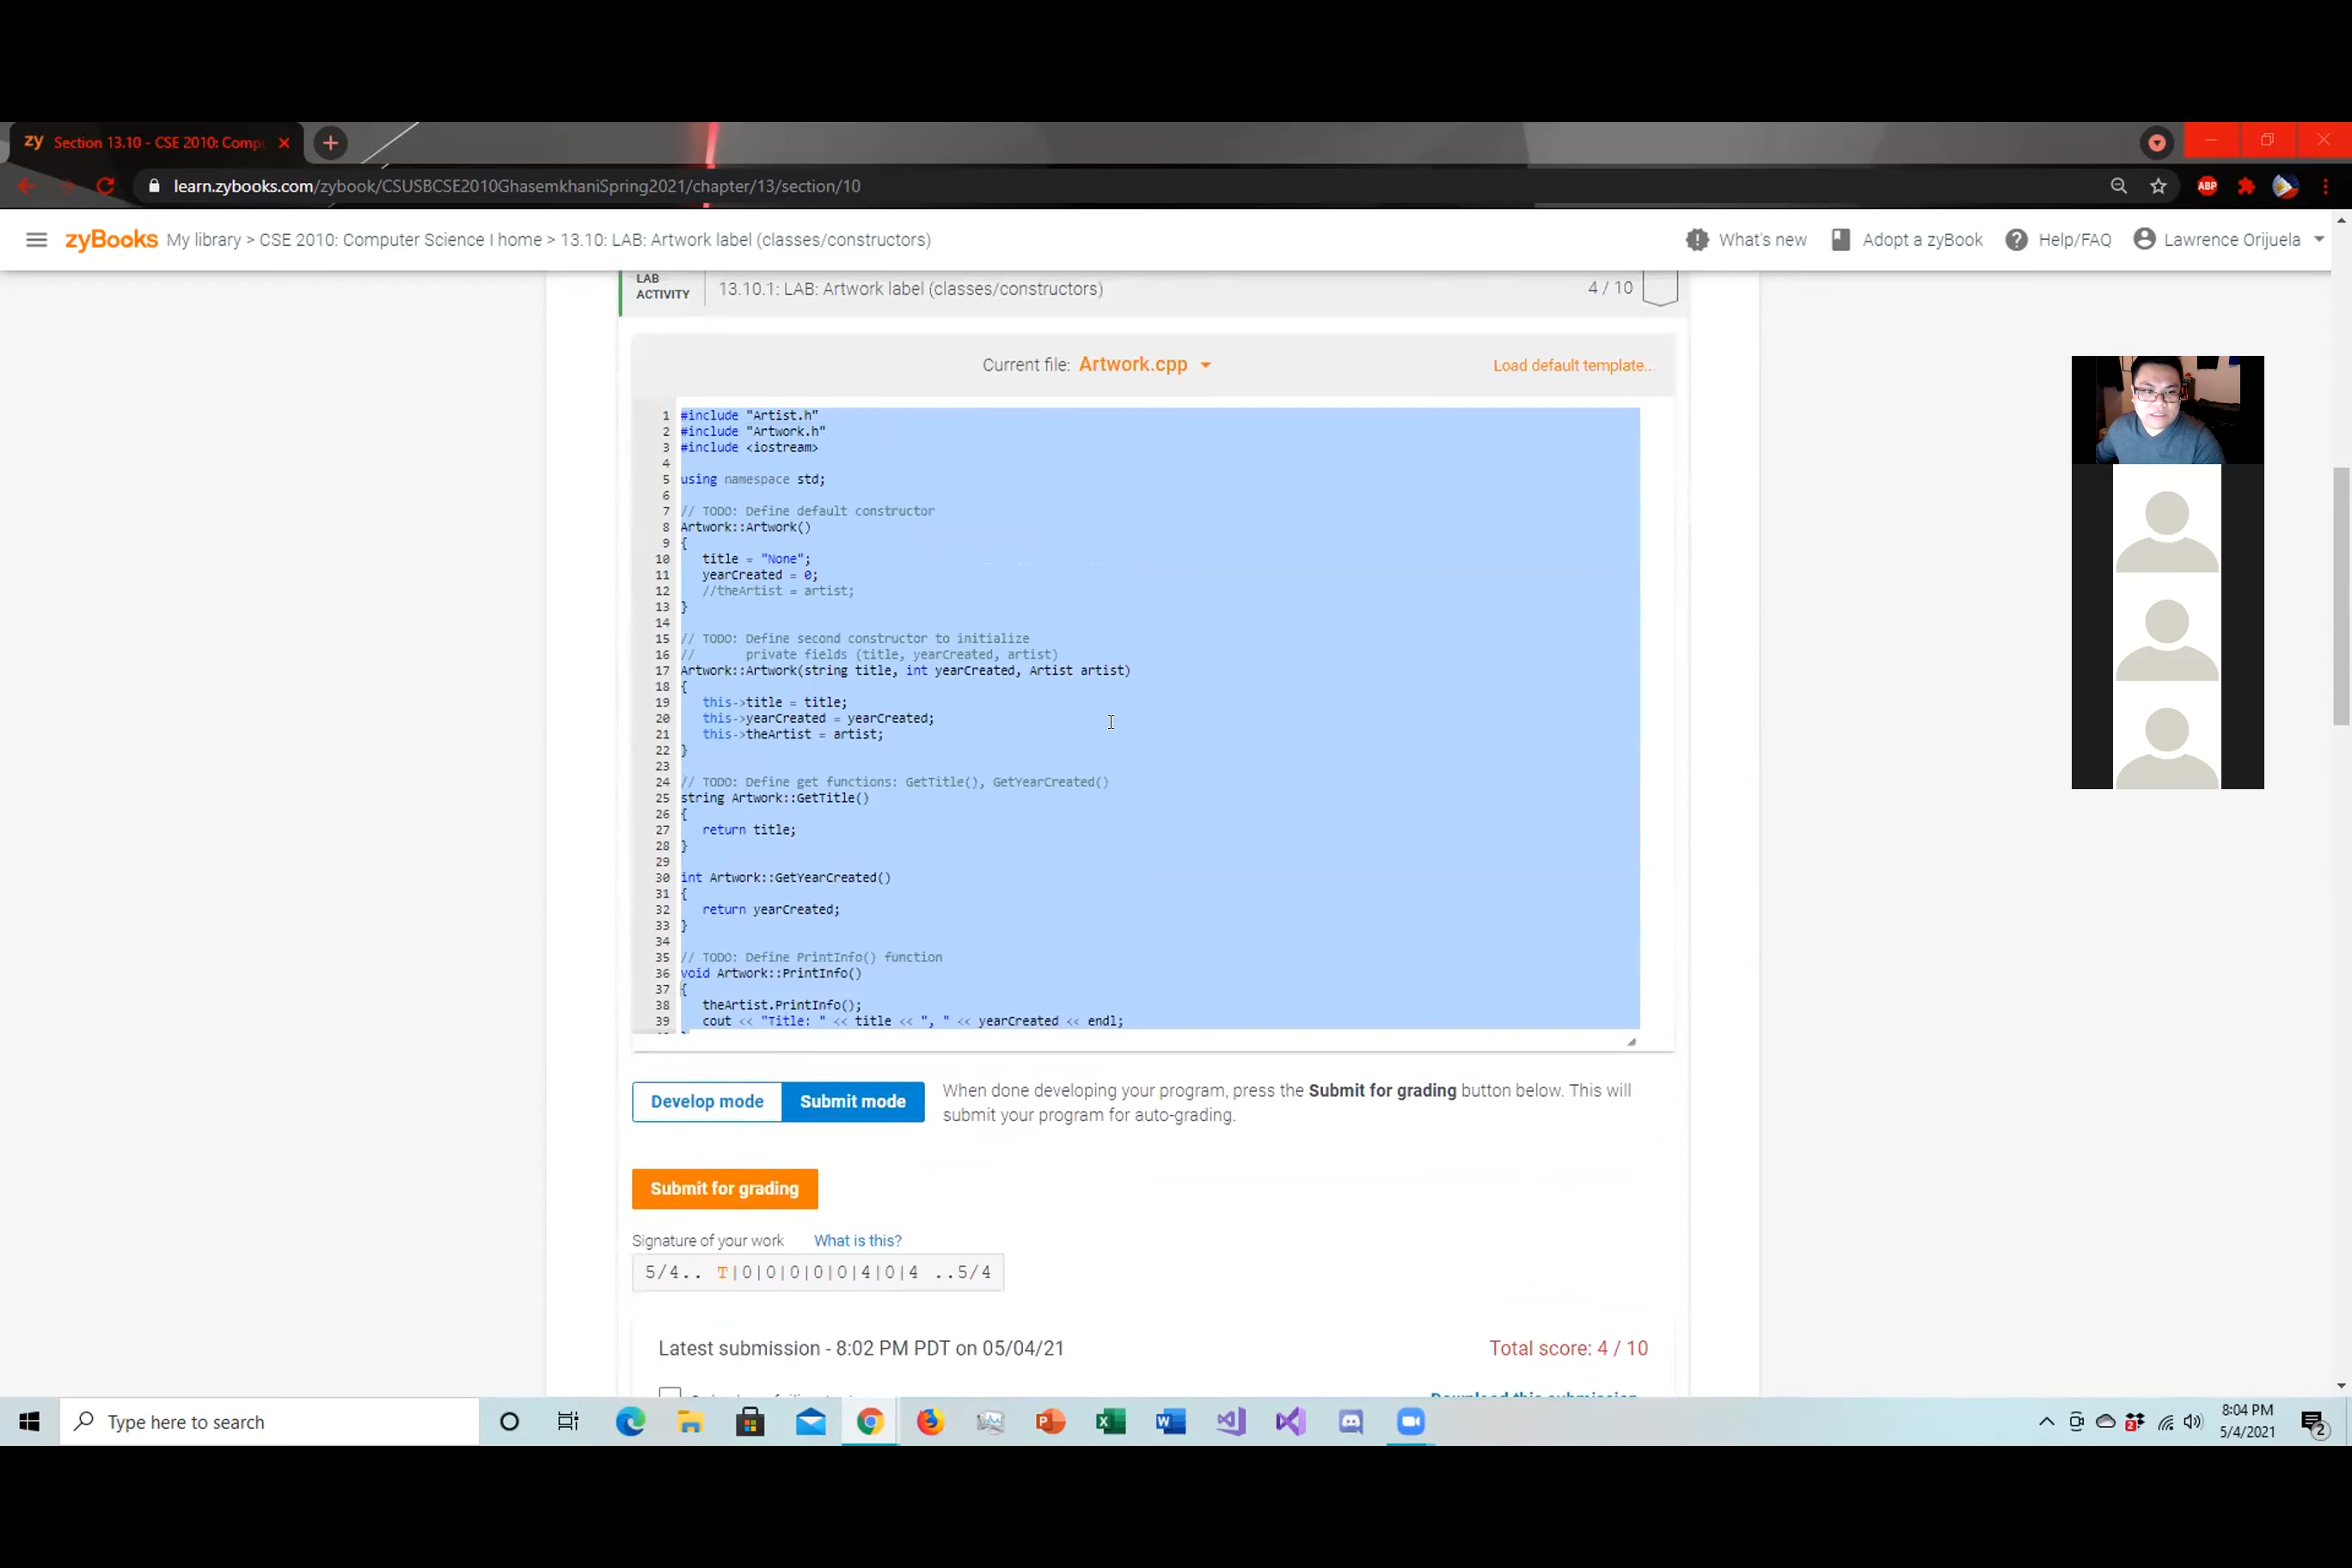 zy Section 13.10 - CSE 2010: Comp
learn.zybooks.com/zybook/CSUSBCSE2010GhasemkhaniSpring2021/chapter/13/section/10
ABP
zyBooks My library > CSE 2010: Computer Science I home > 13.10: LAB: Artwork label (classes/constructors)
What's new Adopt a zyBook Help/FAQ Lawrence Orijuela
LAB
ACTIVITY
13.10.1: LAB: Artwork label (classes/constructors)
4 / 10
Current file: Artwork.cpp
Load default template...
1 #include "Artist.h"
2 #include "Artwork.h"
3 #include <iostream>
4
5 using namespace std;
6
7 // TODO: Define default constructor
8 Artwork::Artwork()
9 {
10 title = "None";
11 yearCreated = 0;
12 //theArtist = artist;
13 }
14
15 // TODO: Define second constructor to initialize
16 // private fields (title, yearCreated, artist)
17 Artwork::Artwork(string title, int yearCreated, Artist artist)
18 {
19 this->title = title;
20 this->yearCreated = yearCreated;
21 this->theArtist = artist;
22 }
23
24 // TODO: Define get functions: GetTitle(), GetYearCreated()
25 string Artwork::GetTitle()
26 {
27 return title;
28 }
29
30 int Artwork::GetYearCreated()
31 {
32 return yearCreated;
33 }
34
35 // TODO: Define PrintInfo() function
36 void Artwork::PrintInfo()
37 {
38 theArtist.PrintInfo();
39 cout << "Title: " << title << ", " << yearCreated << endl;
Develop mode Submit mode
When done developing your program, press the Submit for grading button below. This will
submit your program for auto-grading.
Submit for grading
Signature of your work What is this?
5/4.. T|0|0|0|0|0|4|0|4 ..5/4
Latest submission - 8:02 PM PDT on 05/04/21
Total score: 4 / 10
Type here to search
8:04 PM
5/4/2021
2